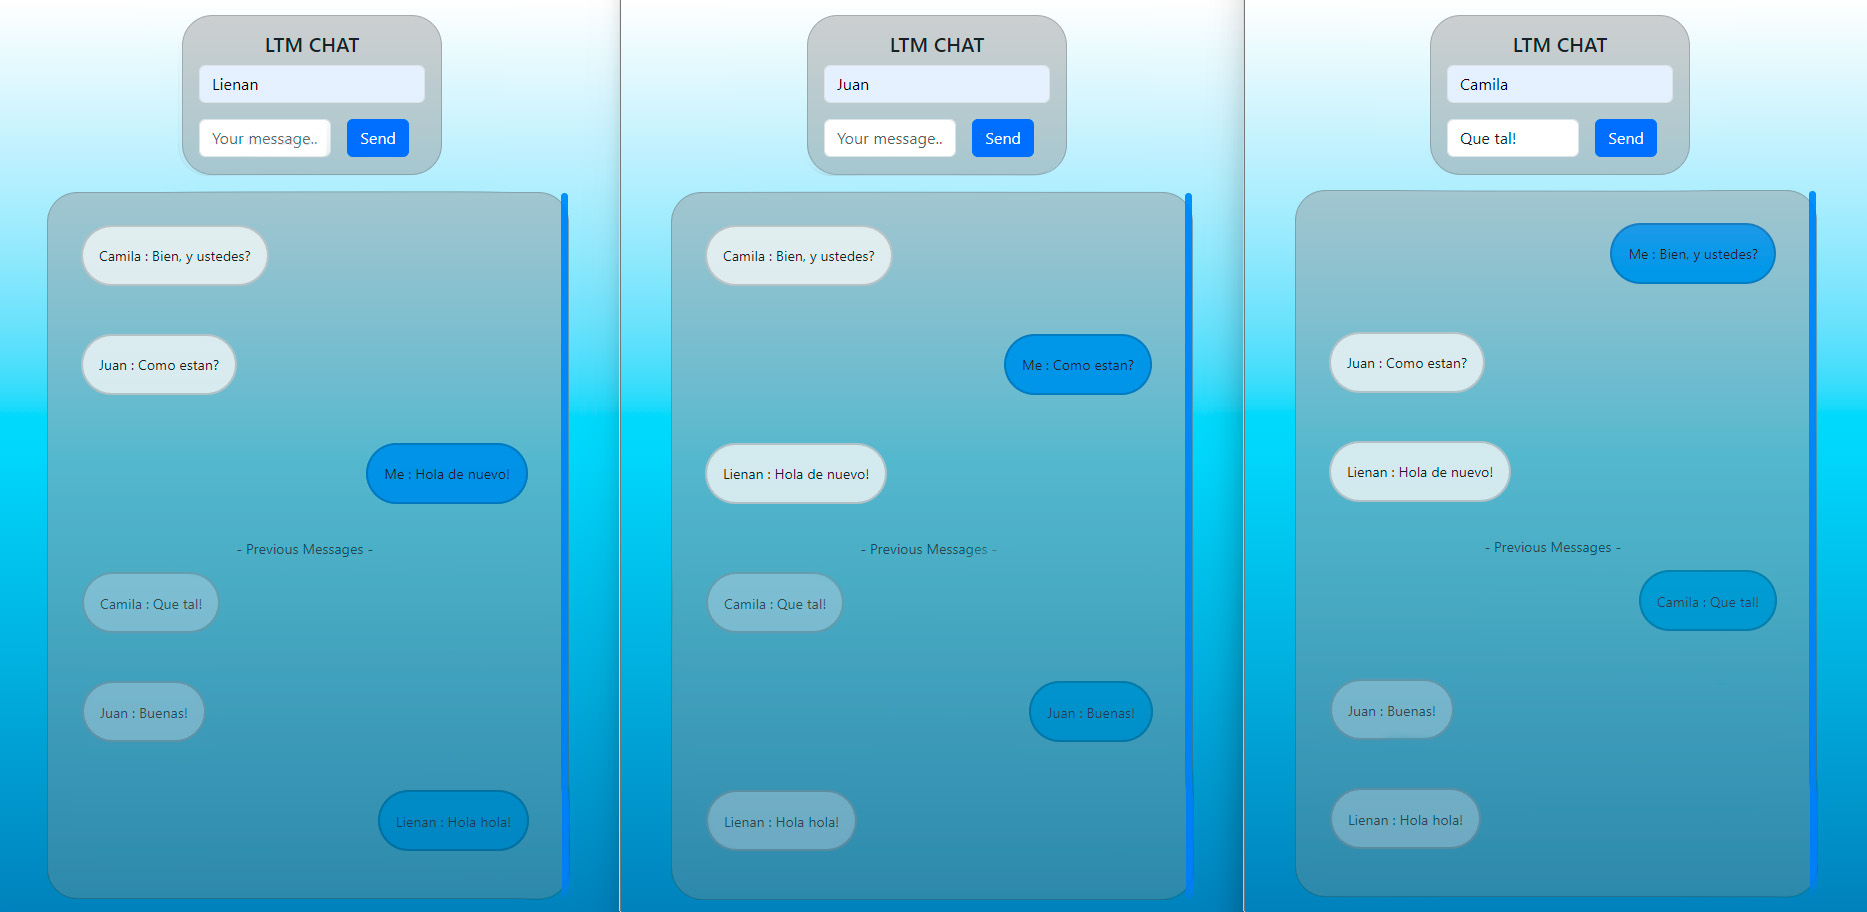 LTM CHAT
Lienan
Your message..
Send
Camila : Bien, y ustedes?
Juan : Como estan?
Me : Hola de nuevo!
- Previous Messages -
Camila : Que tal!
Juan : Buenas!
Lienan : Hola hola!
LTM CHAT
Juan
Your message..
Send
Camila : Bien, y ustedes?
Me : Como estan?
Lienan : Hola de nuevo!
- Previous Messages -
Camila : Que tal!
Juan : Buenas!
Lienan : Hola hola!
LTM CHAT
Camila
Que tal!
Send
Me : Bien, y ustedes?
Juan : Como estan?
Lienan : Hola de nuevo!
- Previous Messages -
Camila : Que tal!
Juan : Buenas!
Lienan : Hola hola!